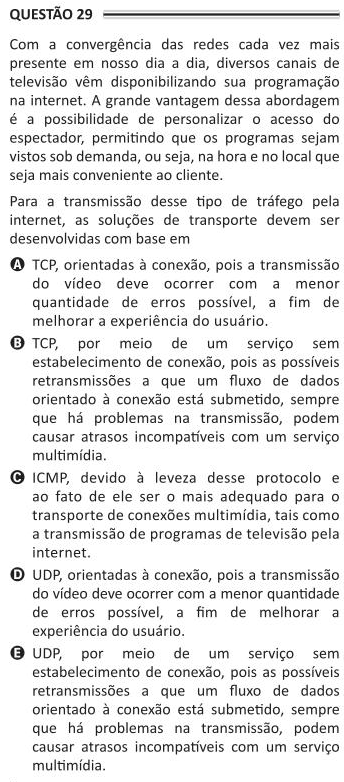 QUESTÃO 29
Com a convergência das redes cada vez mais
presente em nosso dia a dia, diversos canais de
televisão vêm disponibilizando sua programação
na internet. A grande vantagem dessa abordagem
é a possibilidade de personalizar o acesso do
espectador, permitindo que os programas sejam
vistos sob demanda, ou seja, na hora e no local que
seja mais conveniente ao cliente.
Para a transmissão desse tipo de tráfego pela
internet, as soluções de transporte devem ser
desenvolvidas com base em
A TCP, orientadas à conexão, pois a transmissão
do vídeo deve ocorrer com a menor
quantidade de erros possível, a fim de
melhorar a experiência do usuário.
B TCP, por meio de um serviço sem
estabelecimento de conexão, pois as possíveis
retransmissões a que um fluxo de dados
orientado à conexão está submetido, sempre
que há problemas na transmissão, podem
causar atrasos incompatíveis com um serviço
multimídia.
C ICMP, devido à leveza desse protocolo e
ao fato de ele ser o mais adequado para o
transporte de conexões multimídia, tais como
a transmissão de programas de televisão pela
internet.
D UDP, orientadas à conexão, pois a transmissão
do vídeo deve ocorrer com a menor quantidade
de erros possível, a fim de melhorar a
experiência do usuário.
E UDP, por meio de um serviço sem
estabelecimento de conexão, pois as possíveis
retransmissões a que um fluxo de dados
orientado à conexão está submetido, sempre
que há problemas na transmissão, podem
causar atrasos incompatíveis com um serviço
multimídia.